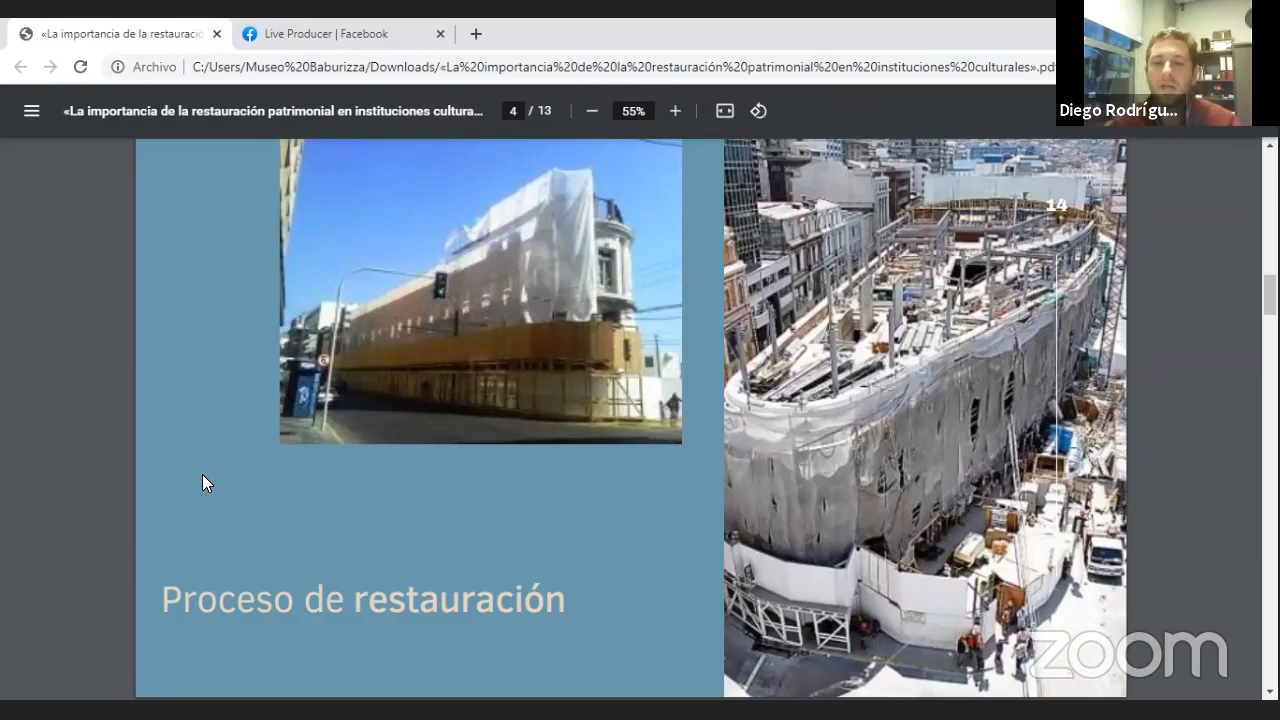 «La importancia de la restauració
Live Producer | Facebook
Archivo
C:/Users/Museo%20Baburizza/Downloads/«La%20importancia%20de%20la%20restauración%20patrimonial%20en%20instituciones%20culturales».pdf
Diego Rodrígu...
«La importancia de la restauración patrimonial en instituciones cultura...
4 / 13
55%
14
Proceso de restauración
zoom